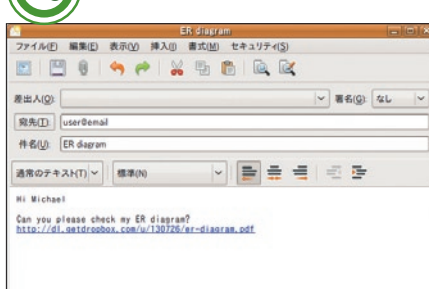 ER diagram
ファイル(F) 編集(E) 表示(V) 挿入(I) 書式(M) セキュリティ(S)
差出人(O): 署名(G): なし
宛先(T): user@email
件名(U): ER diagram
通常のテキスト(T) 標準(N)
Hi Michael
Can you please check my ER diagram?
http://dl.getdropbox.com/u/130726/er-diagram.pdf